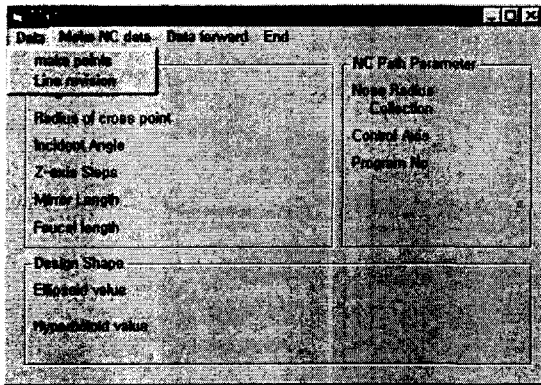 Data Make NC data Data forward End
make points
Line revision
NC Path Parameter
Nose Radius
Collection
Radius of cross point
Control Axis
Incident Angle
Program No
Z-axis Steps
Mirror Length
Foucal length
Design Shape
Ellipsoid value
Hyperboloid value